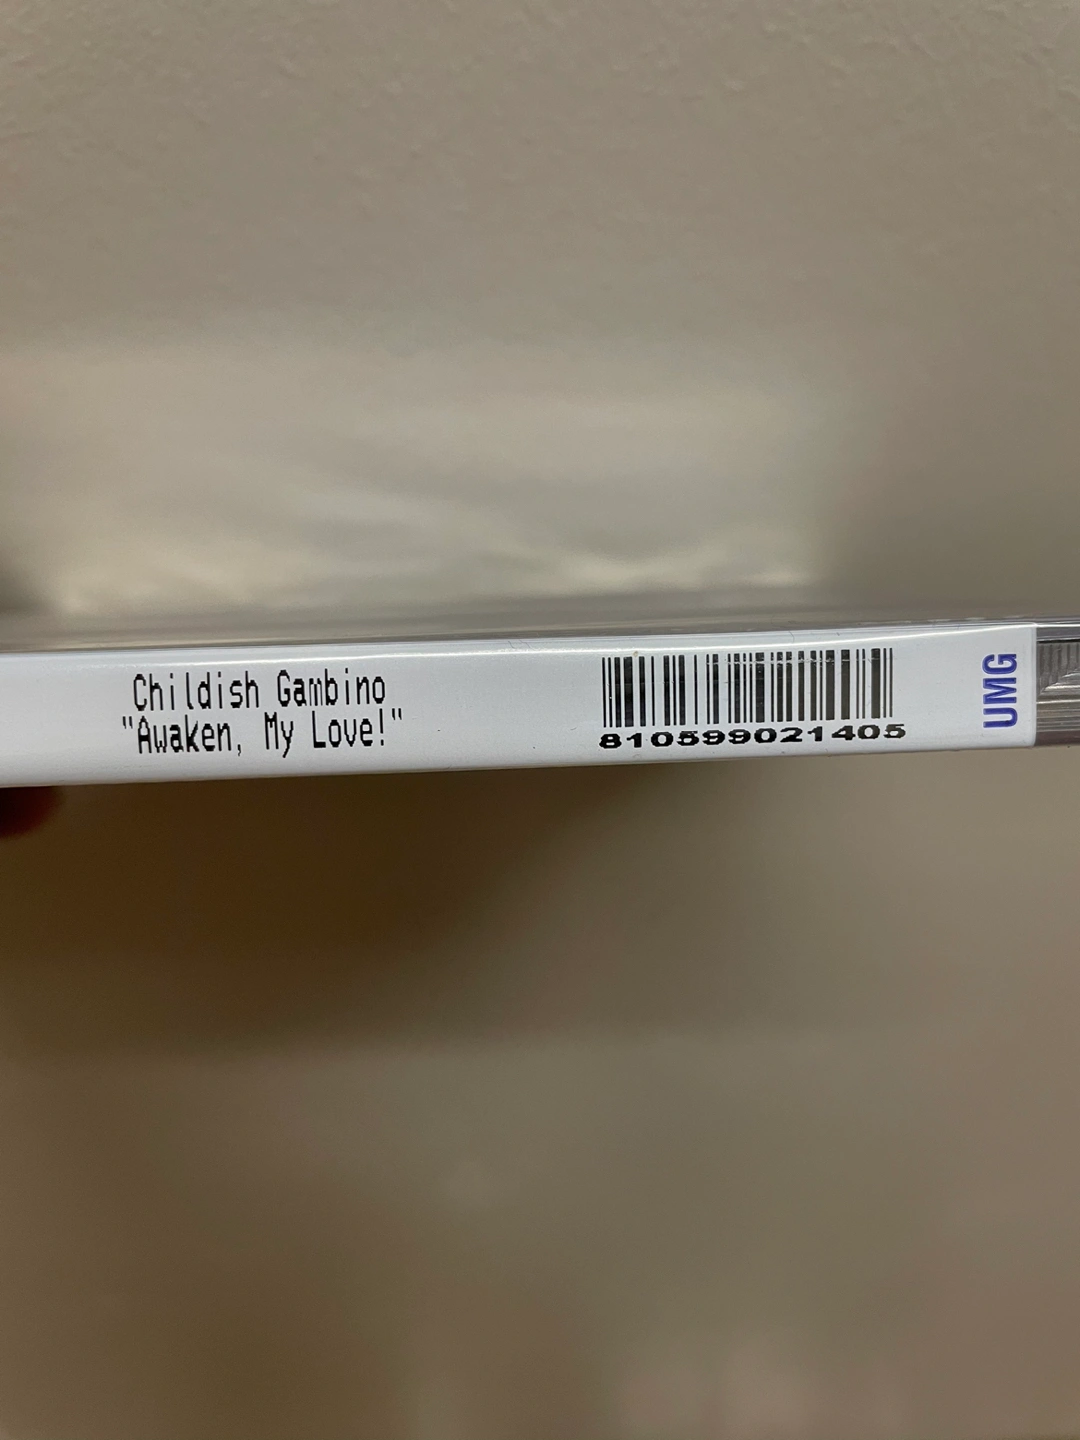 Childish Gambino
"Awaken, My Love!"
810599021405
UMG